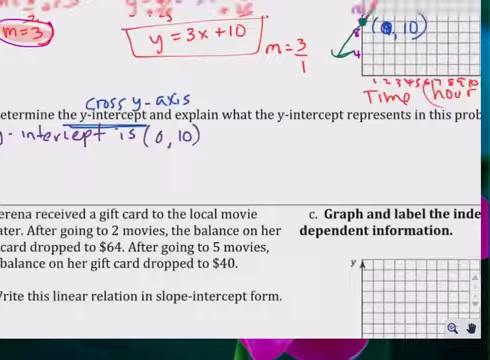 m=3
y = 3x+10
m=3/1
(0, 10)
8
4
1 2 3 4 5 6 7 8 9 10
Time (hour
cross y-axis
etermine the y-intercept and explain what the y-intercept represents in this prob
y-intercept is (0, 10)
erena received a gift card to the local movie
ater. After going to 2 movies, the balance on her
card dropped to $64. After going to 5 movies,
balance on her gift card dropped to $40.
Write this linear relation in slope-intercept form.
c. Graph and label the inde
dependent information.
y